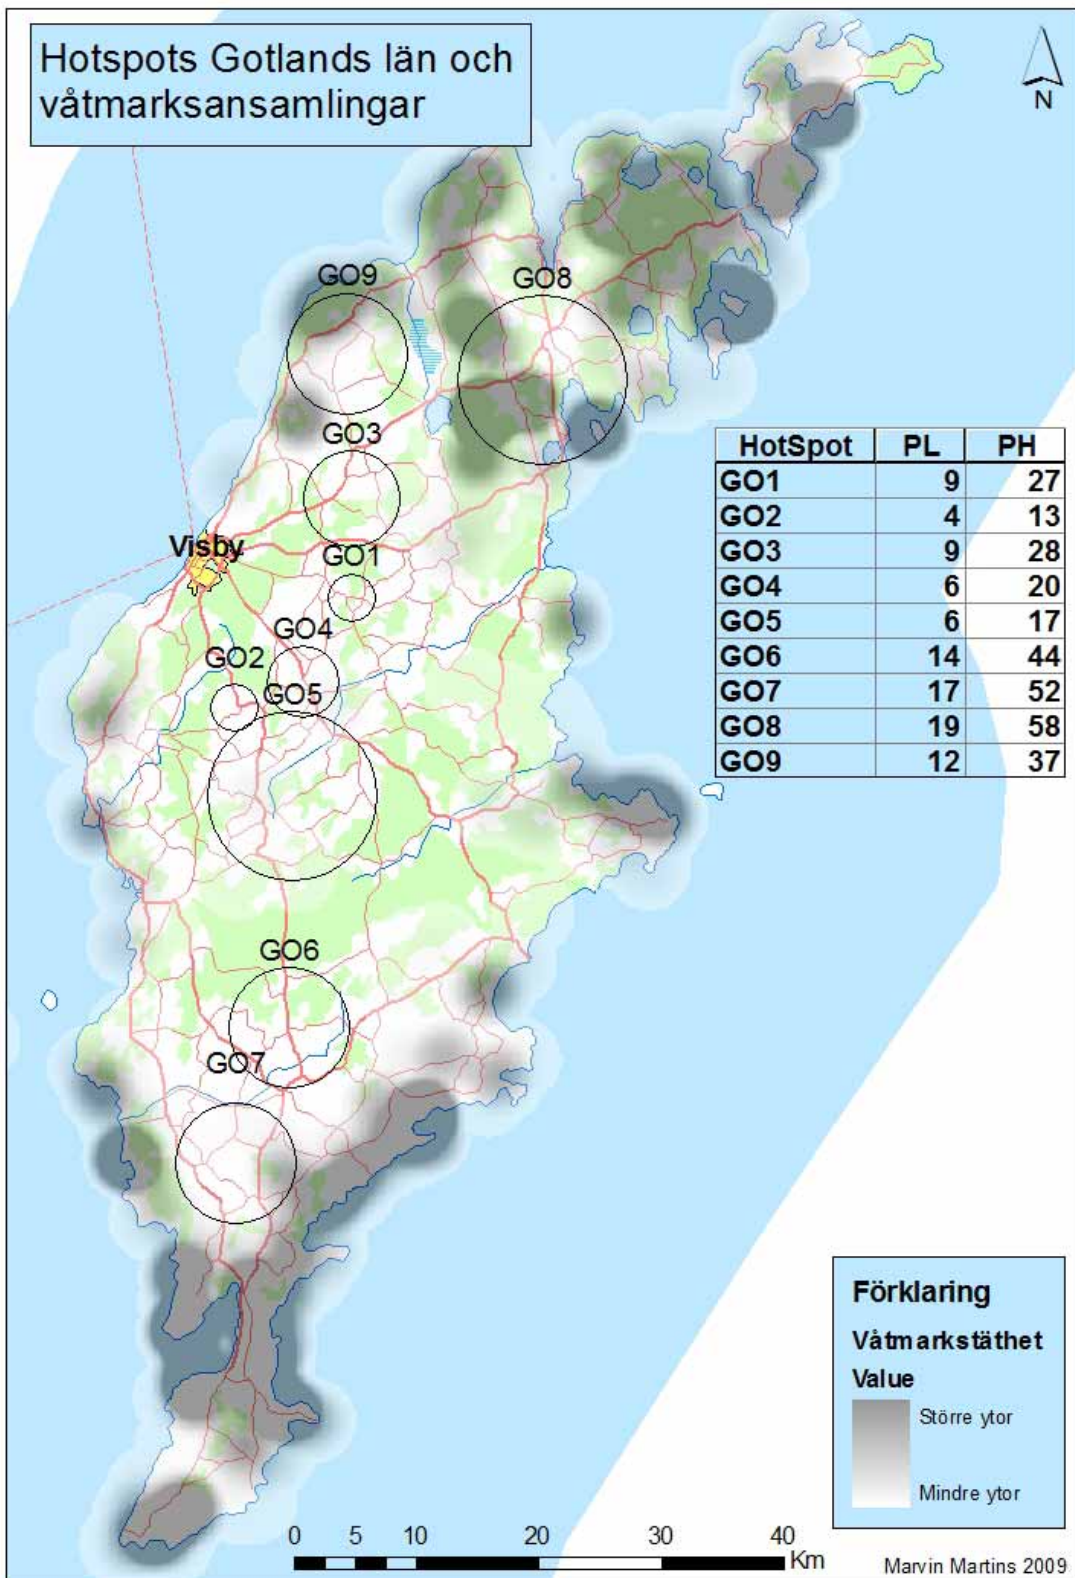 Hotspots Gotlands län och
våtmarksansamlingar
N
GO9
GO8
GO3
Visby
GO1
GO4
GO2
GO5
GO6
GO7
HotSpot PL PH
GO1 9 27
GO2 4 13
GO3 9 28
GO4 6 20
GO5 6 17
GO6 14 44
GO7 17 52
GO8 19 58
GO9 12 37
Förklaring
Våtmarkstäthet
Value
Större ytor
Mindre ytor
0 5 10 20 30 40
Km
Marvin Martins 2009